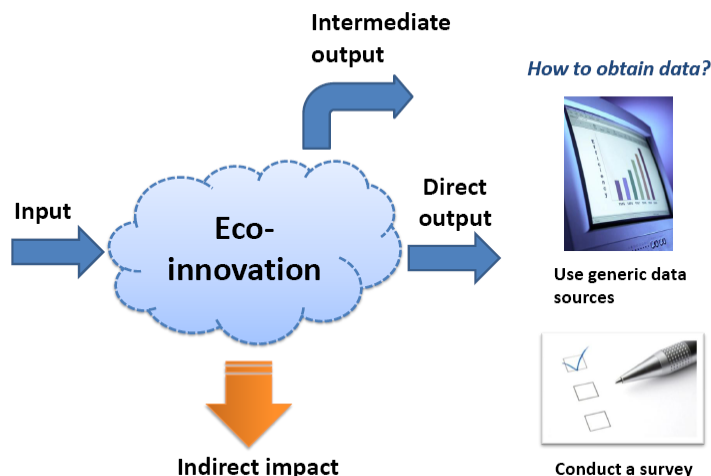 Intermediate
output
How to obtain data?
Input
Direct
output
Eco-
innovation
Use generic data
sources
Indirect impact
Conduct a survey